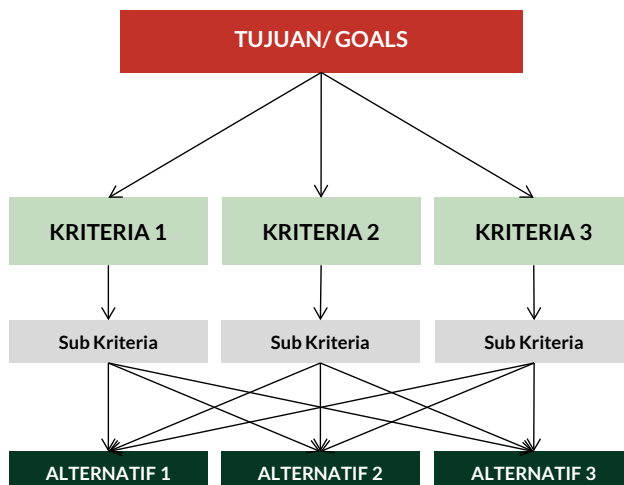 TUJUAN/ GOALS
KRITERIA 1
KRITERIA 2
KRITERIA 3
Sub Kriteria
Sub Kriteria
Sub Kriteria
ALTERNATIF 1
ALTERNATIF 2
ALTERNATIF 3